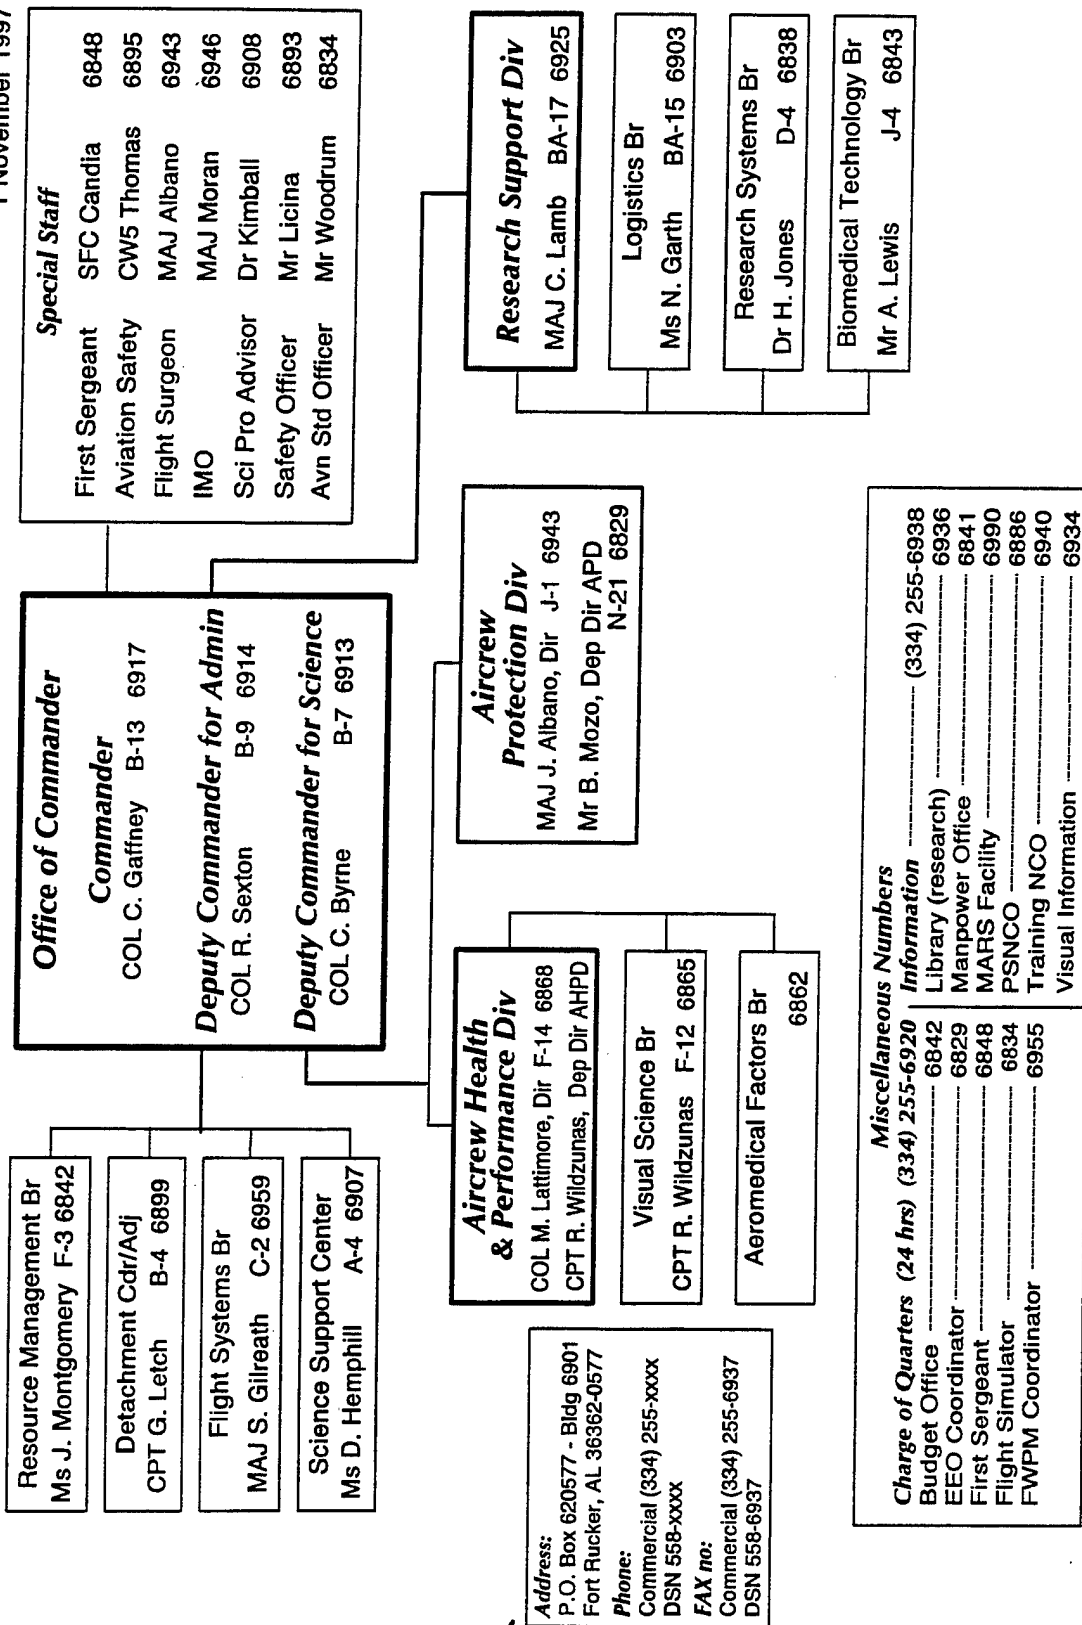 1 November 1997
Resource Management Br
Ms J. Montgomery F-3 6842
Detachment Cdr/Adj
CPT G. Letch B-4 6899
Flight Systems Br
MAJ S. Gilreath C-2 6959
Science Support Center
Ms D. Hemphill A-4 6907
Office of Commander
Commander
COL C. Gaffney B-13 6917
Deputy Commander for Admin
COL R. Sexton B-9 6914
Deputy Commander for Science
COL C. Byrne B-7 6913
Special Staff
First Sergeant SFC Candia 6848
Aviation Safety CW5 Thomas 6895
Flight Surgeon MAJ Albano 6943
IMO MAJ Moran 6946
Sci Pro Advisor Dr Kimball 6908
Safety Officer Mr Licina 6893
Avn Std Officer Mr Woodrum 6834
Aircrew Health
& Performance Div
COL M. Lattimore, Dir F-14 6868
CPT R. Wildzunas, Dep Dir AHPD
Visual Science Br
CPT R. Wildzunas F-12 6865
Aeromedical Factors Br
6862
Aircrew
Protection Div
MAJ J. Albano, Dir J-1 6943
Mr B. Mozo, Dep Dir APD
N-21 6829
Research Support Div
MAJ C. Lamb BA-17 6925
Logistics Br
Ms N. Garth BA-15 6903
Research Systems Br
Dr H. Jones D-4 6838
Biomedical Technology Br
Mr A. Lewis J-4 6843
Address:
P.O. Box 620577 - Bldg 6901
Fort Rucker, AL 36362-0577
Phone:
Commercial (334) 255-xxxx
DSN 558-xxxx
FAX no:
Commercial (334) 255-6937
DSN 558-6937
Miscellaneous Numbers
Charge of Quarters (24 hrs) (334) 255-6920
Budget Office ---------- 6842
EEO Coordinator ---------- 6829
First Sergeant ---------- 6848
Flight Simulator ---------- 6834
FWPM Coordinator ---------- 6955
Information ---------- (334) 255-6938
Library (research) ---------- 6936
Manpower Office ---------- 6841
MARS Facility ---------- 6990
PSNCO ---------- 6886
Training NCO ---------- 6940
Visual Information ---------- 6934